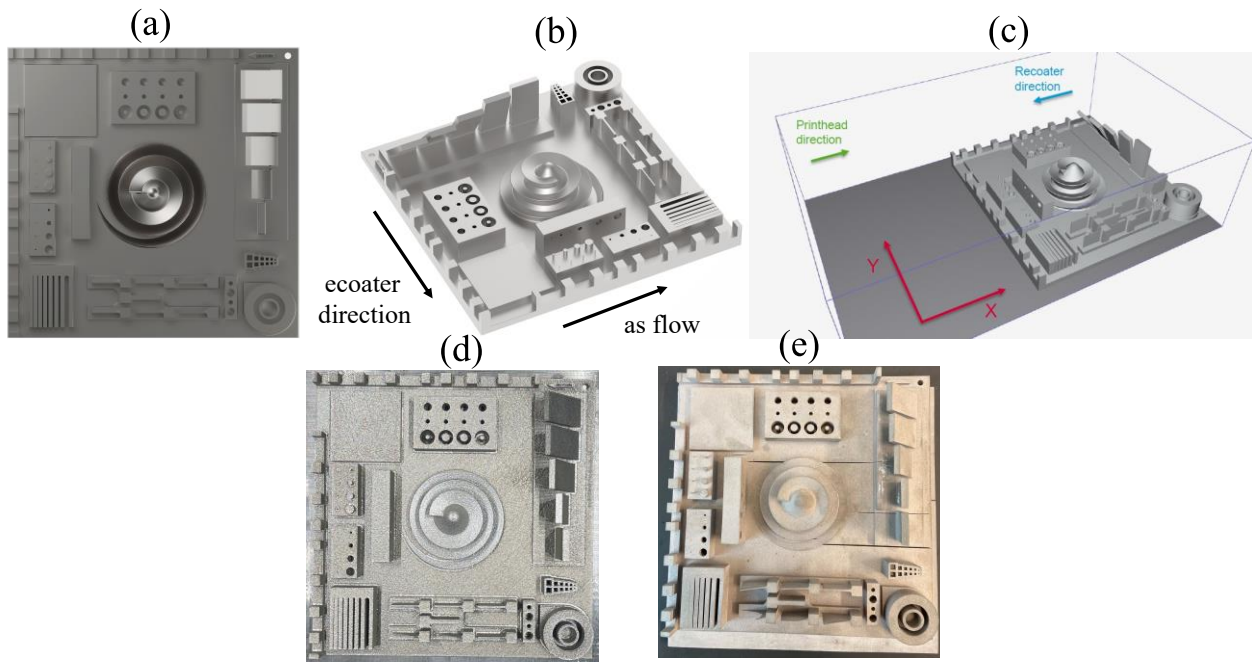 (a)
(b)
(c)
ecoater
direction
as flow
Printhead
direction
Recoater
direction
Y
X
(d)
(e)